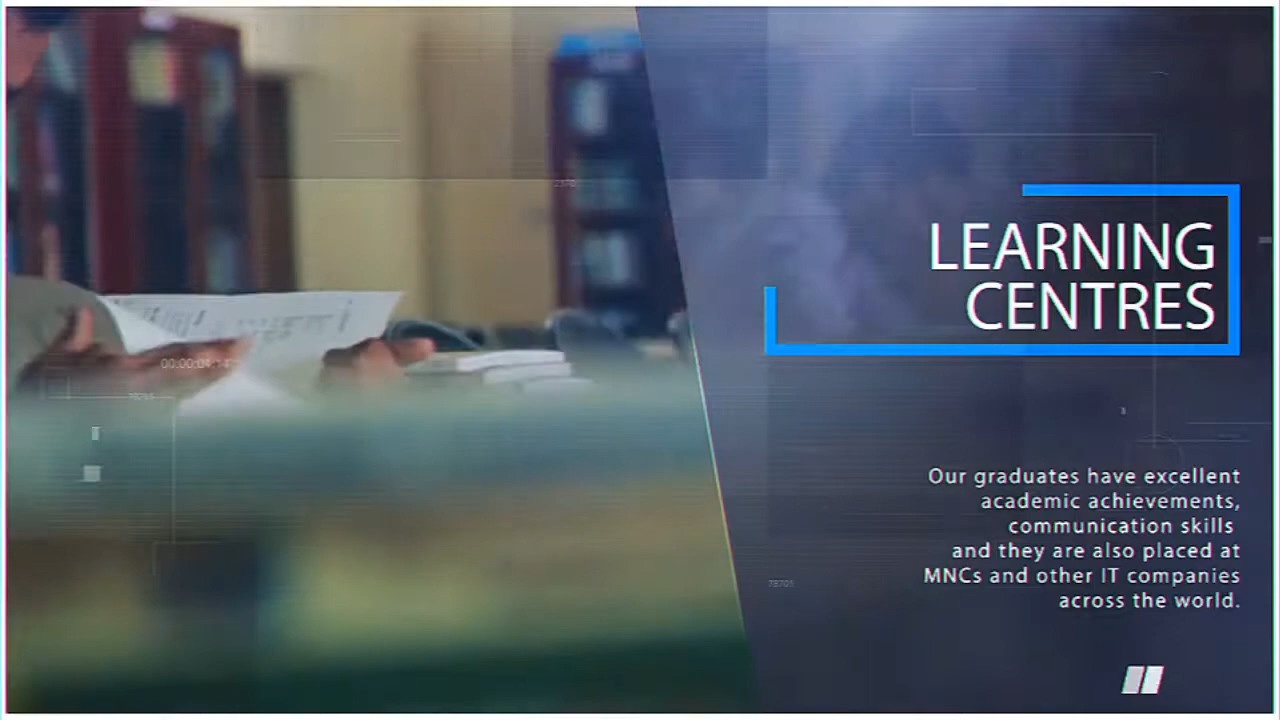 LEARNING
CENTRES
Our graduates have excellent
academic achievements,
communication skills
and they are also placed at
MNCs and other IT companies
across the world.